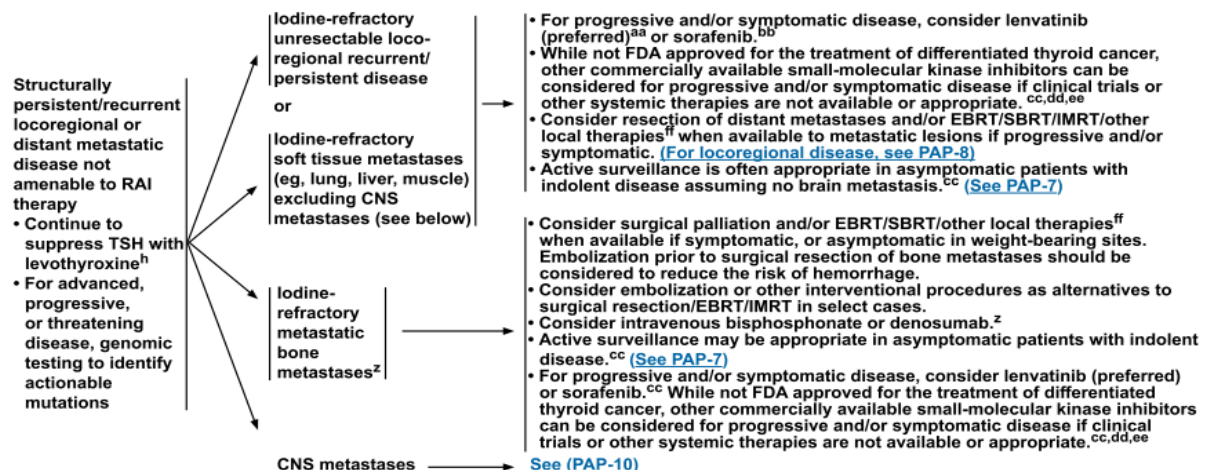 Structurally
persistent/recurrent
locoregional or
distant metastatic
disease not
amenable to RAI
therapy
• Continue to
suppress TSH with
levothyroxineh
• For advanced,
progressive,
or threatening
disease, genomic
testing to identify
actionable
mutations
Iodine-refractory
unresectable loco-
regional recurrent/
persistent disease
or
Iodine-refractory
soft tissue metastases
(eg, lung, liver, muscle)
excluding CNS
metastases (see below)
• For progressive and/or symptomatic disease, consider lenvatinib
(preferred)aa or sorafenib.bb
• While not FDA approved for the treatment of differentiated thyroid cancer,
other commercially available small-molecular kinase inhibitors can be
considered for progressive and/or symptomatic disease if clinical trials or
other systemic therapies are not available or appropriate. cc,dd,ee
• Consider resection of distant metastases and/or EBRT/SBRT/IMRT/other
local therapiesff when available to metastatic lesions if progressive and/or
symptomatic. (For locoregional disease, see PAP-8)
• Active surveillance is often appropriate in asymptomatic patients with
indolent disease assuming no brain metastasis.cc (See PAP-7)
Iodine-
refractory
metastatic
bone
metastasesz
• Consider surgical palliation and/or EBRT/SBRT/other local therapiesff
when available if symptomatic, or asymptomatic in weight-bearing sites.
Embolization prior to surgical resection of bone metastases should be
considered to reduce the risk of hemorrhage.
• Consider embolization or other interventional procedures as alternatives to
surgical resection/EBRT/IMRT in select cases.
• Consider intravenous bisphosphonate or denosumab.z
• Active surveillance may be appropriate in asymptomatic patients with indolent
disease.cc (See PAP-7)
• For progressive and/or symptomatic disease, consider lenvatinib (preferred)
or sorafenib.cc While not FDA approved for the treatment of differentiated
thyroid cancer, other commercially available small-molecular kinase inhibitors
can be considered for progressive and/or symptomatic disease if clinical
trials or other systemic therapies are not available or appropriate.cc,dd,ee
CNS metastases
See (PAP-10)